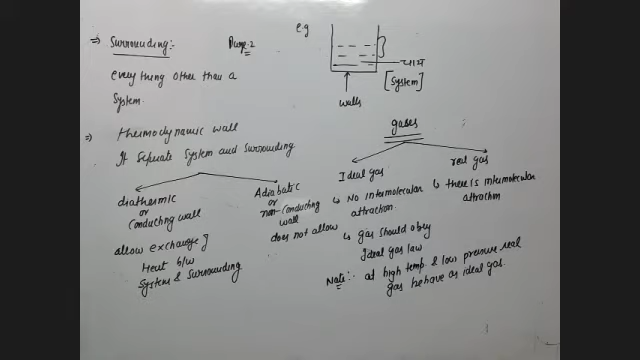 => Surrounding:-
Page-2
everything other than a
System.
e.g
चाय
[System]
walls
=> thermodynamic wall
It Separate System and Surrounding
diathermic
or
Conducting wall
allow exchange of
Heat b/w
System & Surrounding
Adiabatic
or
non-Conducting
wall
does not allow
gases
Ideal gas
↳ No intermolecular
attraction.
↳ gas should obey
Ideal gas law
real gas
↳ there is intermolecular
attraction
Note:- at high temp. & low pressure real
gas behave as ideal gas.